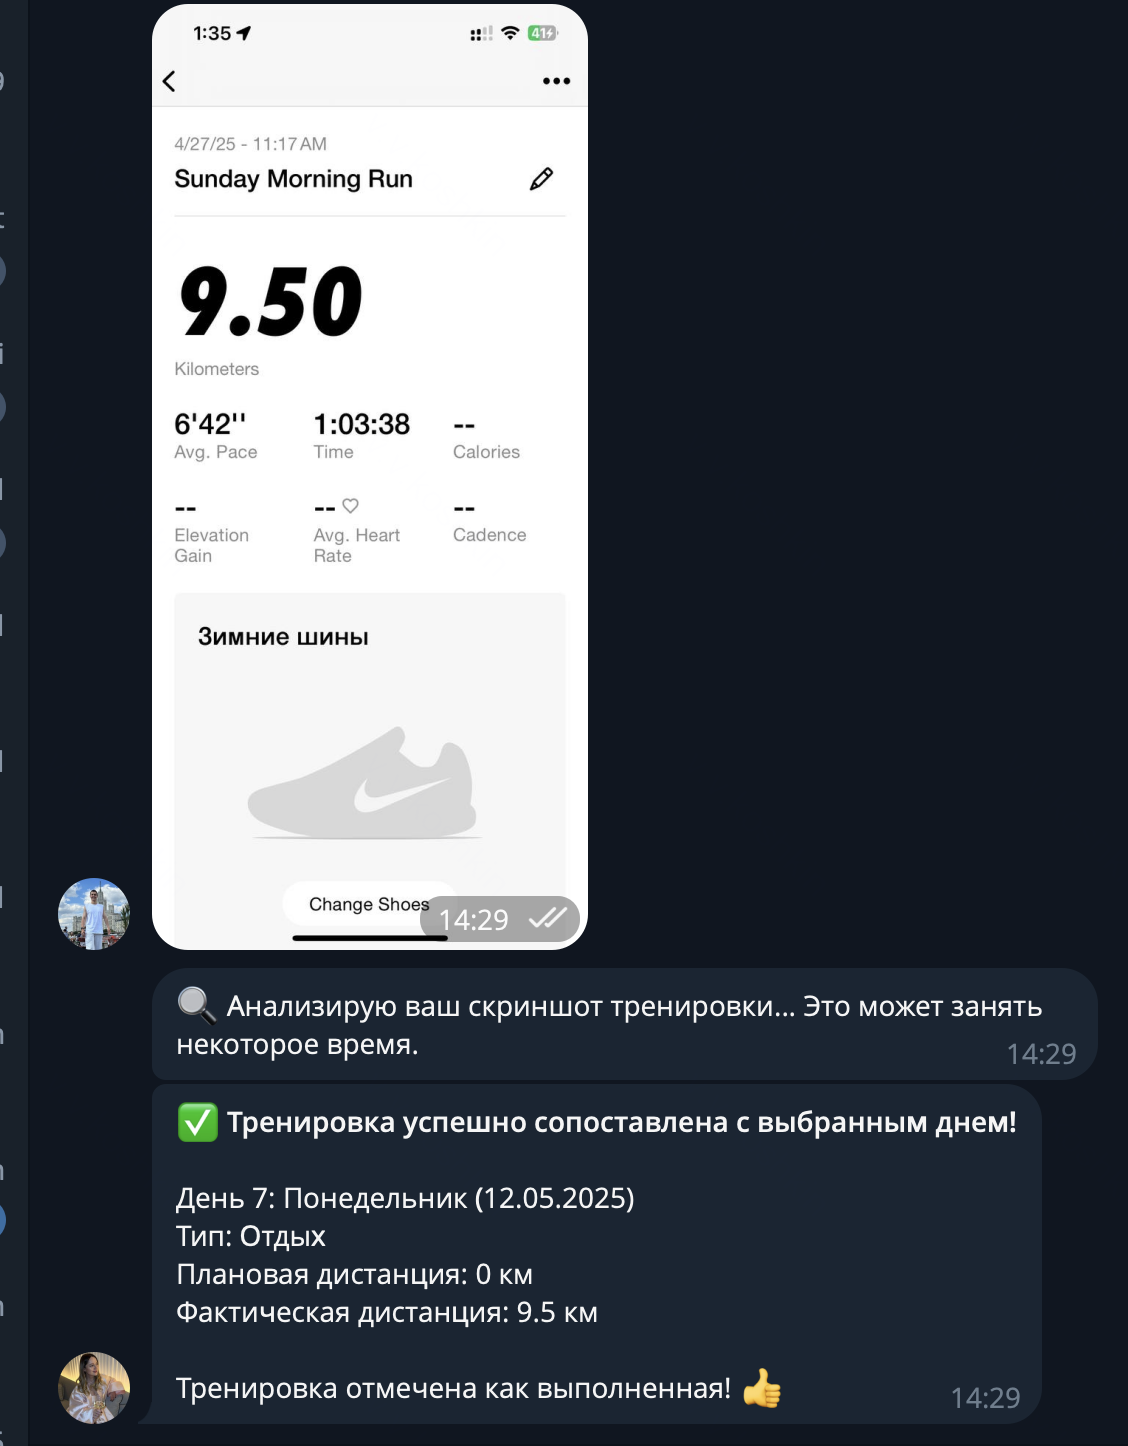 1:35
41
4/27/25 - 11:17 AM
Sunday Morning Run
9.50
Kilometers
6'42'' 1:03:38 --
Avg. Pace Time Calories
-- -- --
Elevation Gain Avg. Heart Rate Cadence
Зимние шины
Change Shoes
14:29
Анализирую ваш скриншот тренировки... Это может занять
некоторое время.
14:29
Тренировка успешно сопоставлена с выбранным днем!
День 7: Понедельник (12.05.2025)
Тип: Отдых
Плановая дистанция: 0 км
Фактическая дистанция: 9.5 км
Тренировка отмечена как выполненная!
14:29